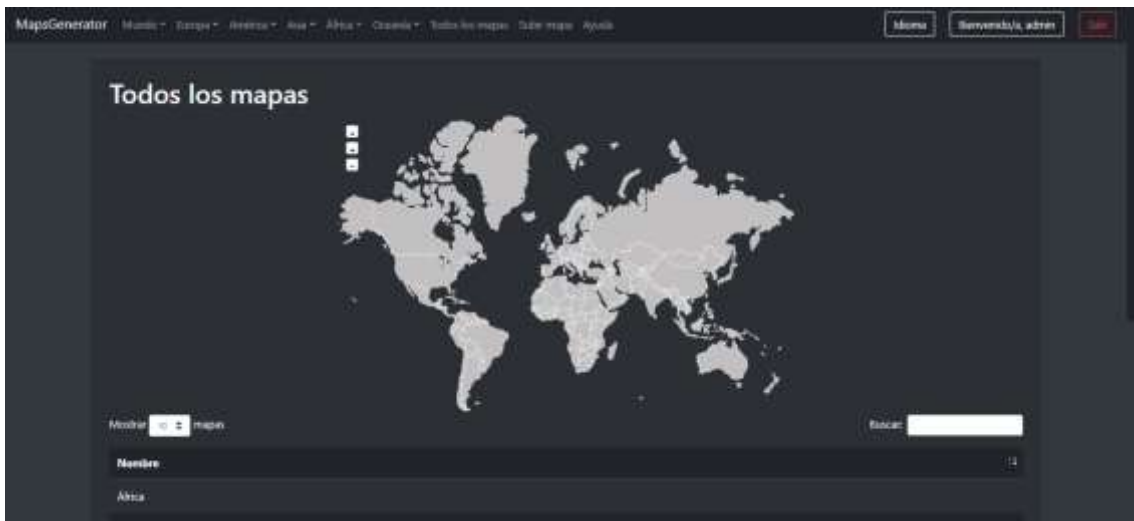 MapsGenerator Mundo Europa América Asia África Oceanía Todos los mapas Subir mapa Ayuda Idioma Bienvenido/a, admin Salir
Todos los mapas
Mostrar 10 mapas Buscar:
Nombre
África